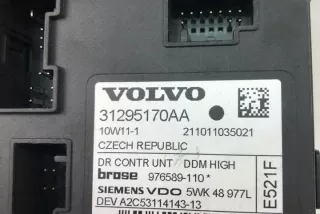 VOLVO
31295170AA
10W11-1 211011035021
CZECH REPUBLIC
DR CONTR UNIT DDM HIGH
brose 976589-110*
SIEMENS VDO 5WK 48 977L
DEV A2C53114143-13
E521F